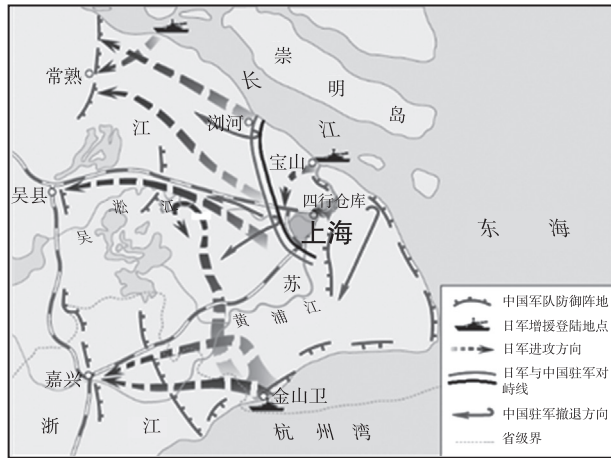 崇
明
岛
长
江
常熟
江
浏河
宝山
吴县
四行仓库
吴
淞
江
上海
东
海
苏
黄
浦
江
嘉兴
金山卫
浙
江
杭
州
湾
中国军队防御阵地
日军增援登陆地点
日军进攻方向
日军与中国驻军对
峙线
中国驻军撤退方向
省级界